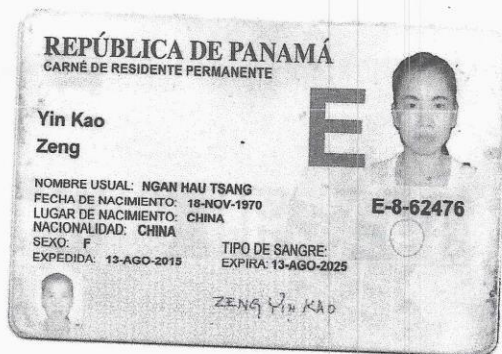 REPÚBLICA DE PANAMÁ
CARNÉ DE RESIDENTE PERMANENTE
Yin Kao
Zeng
E
NOMBRE USUAL: NGAN HAU TSANG
FECHA DE NACIMIENTO: 18-NOV-1970
LUGAR DE NACIMIENTO: CHINA
NACIONALIDAD: CHINA
SEXO: F
TIPO DE SANGRE:
EXPEDIDA: 13-AGO-2015
EXPIRA: 13-AGO-2025
E-8-62476
ZENG YIN KAO